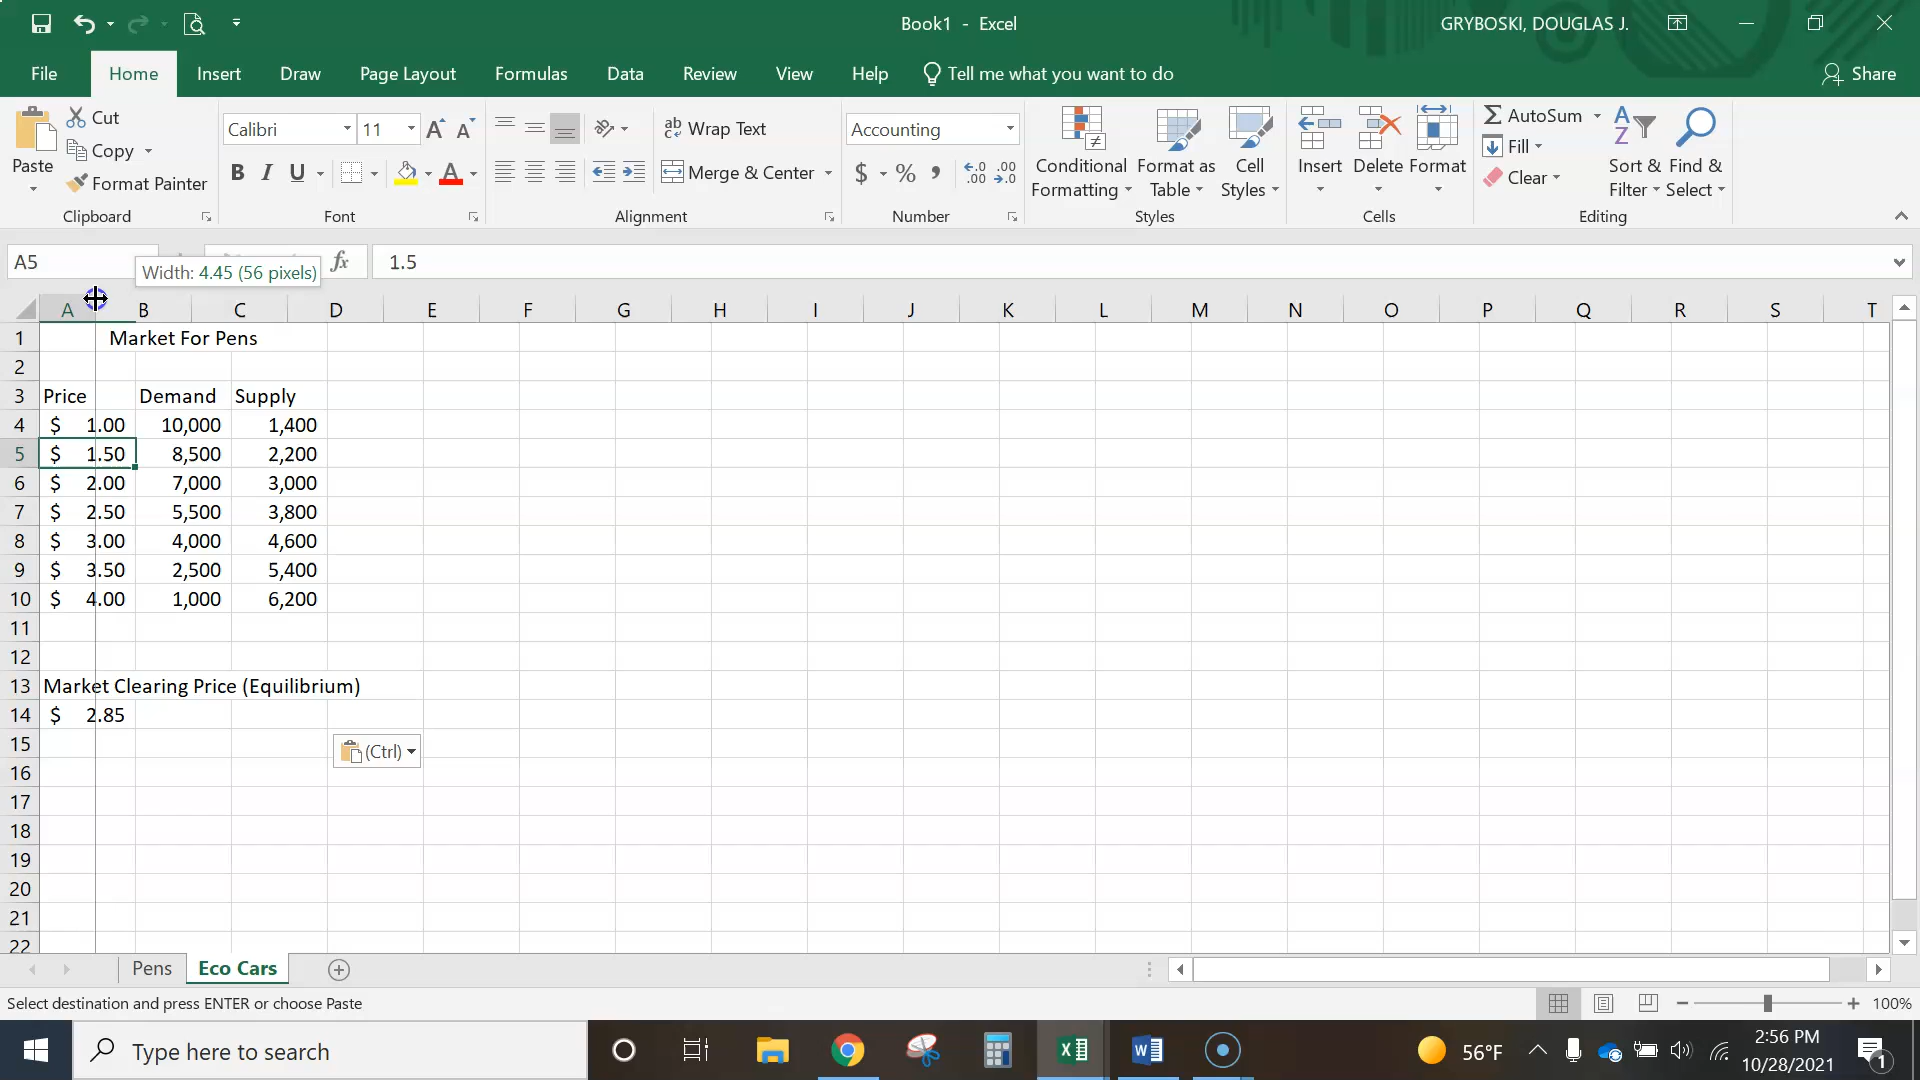 Book1 - Excel
GRYBOSKI, DOUGLAS J.
File Home Insert Draw Page Layout Formulas Data Review View Help Tell me what you want to do Share
Paste Cut Copy Format Painter
Clipboard
Calibri 11
B I U A
Font
ab Wrap Text
Merge & Center
Alignment
Accounting
$ % , .00 .00
Number
Conditional Formatting
Format as Table
Cell Styles
Styles
Insert Delete Format
Cells
AutoSum
Fill
Clear
Sort & Filter
Find & Select
Editing
A5 fx 1.5
Width: 4.45 (56 pixels)
A B C D E F G H I J K L M N O P Q R S T
1 Market For Pens
2
3 Price Demand Supply
4 $ 1.00 10,000 1,400
5 $ 1.50 8,500 2,200
6 $ 2.00 7,000 3,000
7 $ 2.50 5,500 3,800
8 $ 3.00 4,000 4,600
9 $ 3.50 2,500 5,400
10 $ 4.00 1,000 6,200
11
12
13 Market Clearing Price (Equilibrium)
14 $ 2.85
15 (Ctrl)
16
17
18
19
20
21
22
Pens Eco Cars
Select destination and press ENTER or choose Paste
100%
Type here to search
56°F
2:56 PM
10/28/2021
1